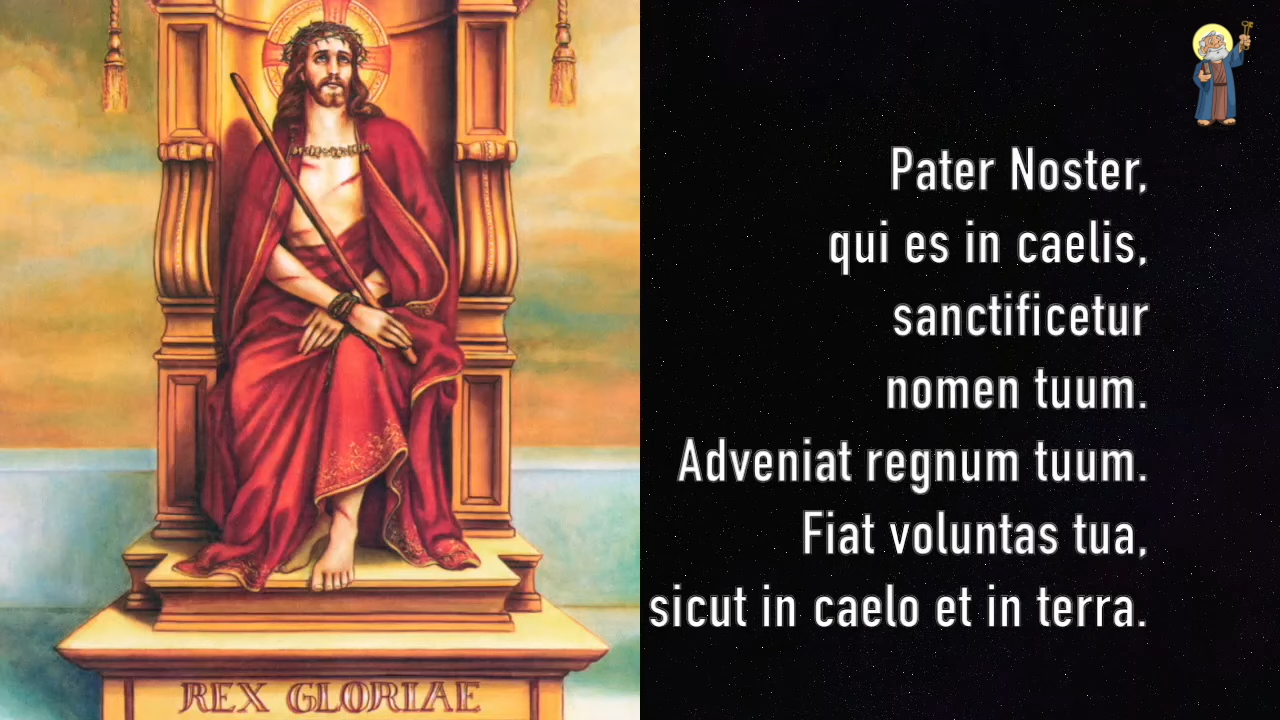 Pater Noster,
qui es in caelis,
sanctificetur
nomen tuum.
Adveniat regnum tuum.
Fiat voluntas tua,
sicut in caelo et in terra.
REX GLORIAE